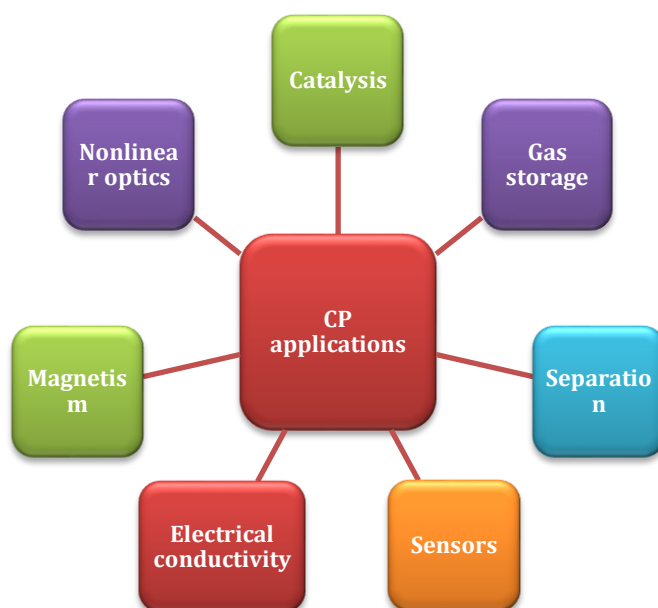 Catalysis
Nonlinea
r optics
Gas
storage
CP
applications
Magnetis
m
Separatio
n
Electrical
conductivity
Sensors